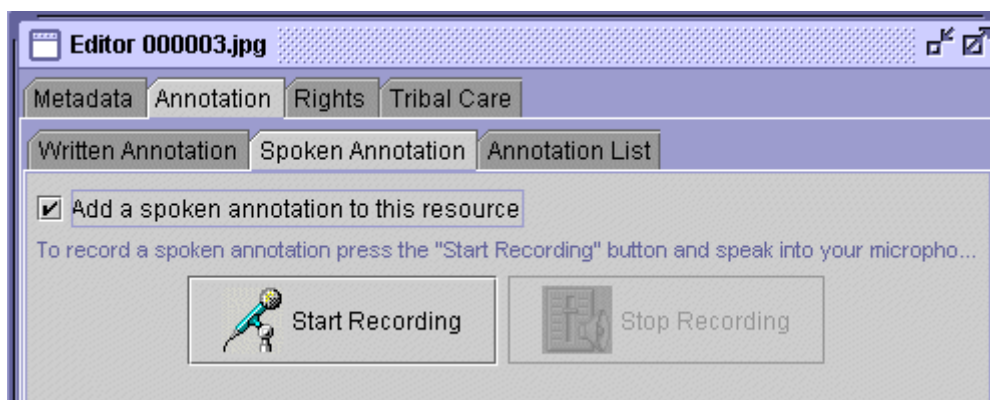 Editor 000003.jpg
Metadata Annotation Rights Tribal Care
Written Annotation Spoken Annotation Annotation List
Add a spoken annotation to this resource
To record a spoken annotation press the "Start Recording" button and speak into your micropho...
Start Recording Stop Recording